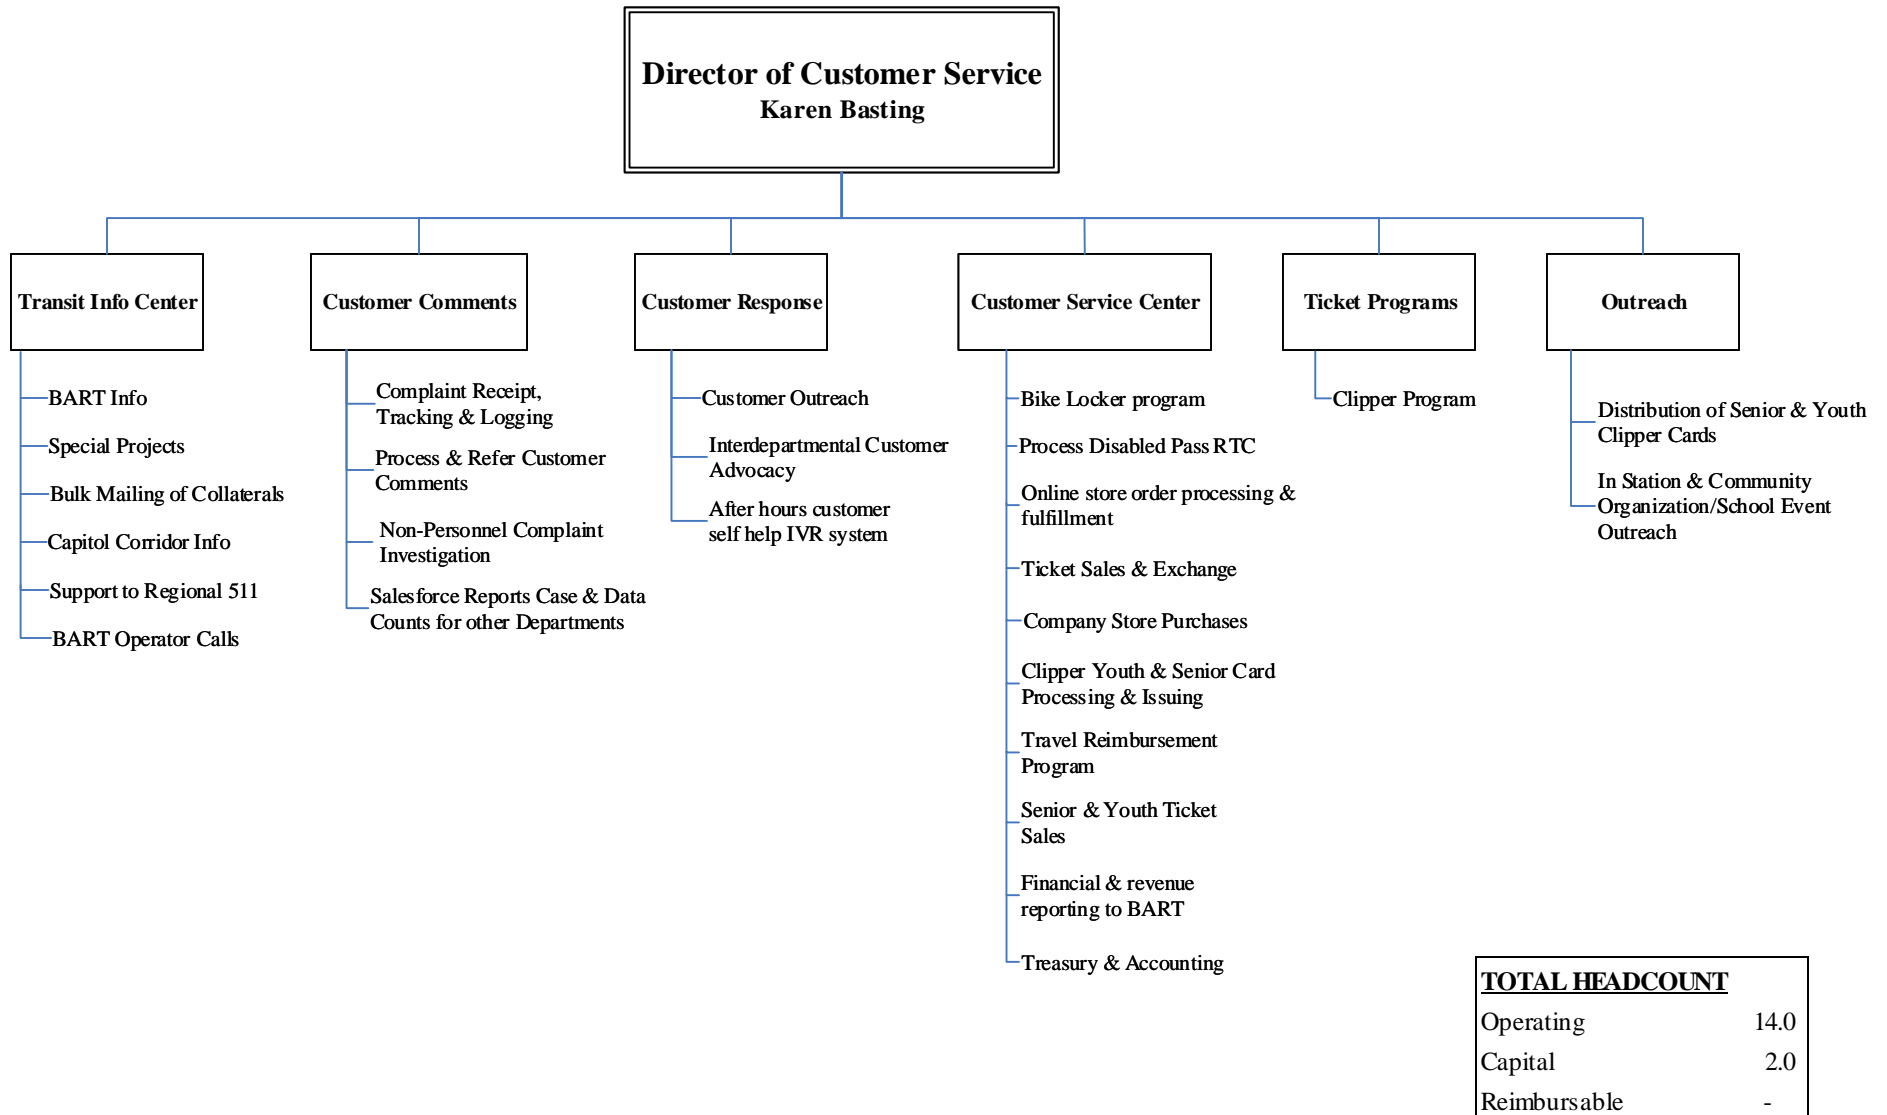 Director of Customer Service
Karen Basting
Transit Info Center
Customer Comments
Customer Response
Customer Service Center
Ticket Programs
Outreach
BART Info
Special Projects
Bulk Mailing of Collaterals
Capitol Corridor Info
Support to Regional 511
BART Operator Calls
Complaint Receipt,
Tracking & Logging
Process & Refer Customer
Comments
Non-Personnel Complaint
Investigation
Salesforce Reports Case & Data
Counts for other Departments
Customer Outreach
Interdepartmental Customer
Advocacy
After hours customer
self help IVR system
Bike Locker program
Process Disabled Pass RTC
Online store order processing &
fulfillment
Ticket Sales & Exchange
Company Store Purchases
Clipper Youth & Senior Card
Processing & Issuing
Travel Reimbursement
Program
Senior & Youth Ticket
Sales
Financial & revenue
reporting to BART
Treasury & Accounting
Clipper Program
Distribution of Senior & Youth
Clipper Cards
In Station & Community
Organization/School Event
Outreach
TOTAL HEADCOUNT
Operating 14.0
Capital 2.0
Reimbursable -